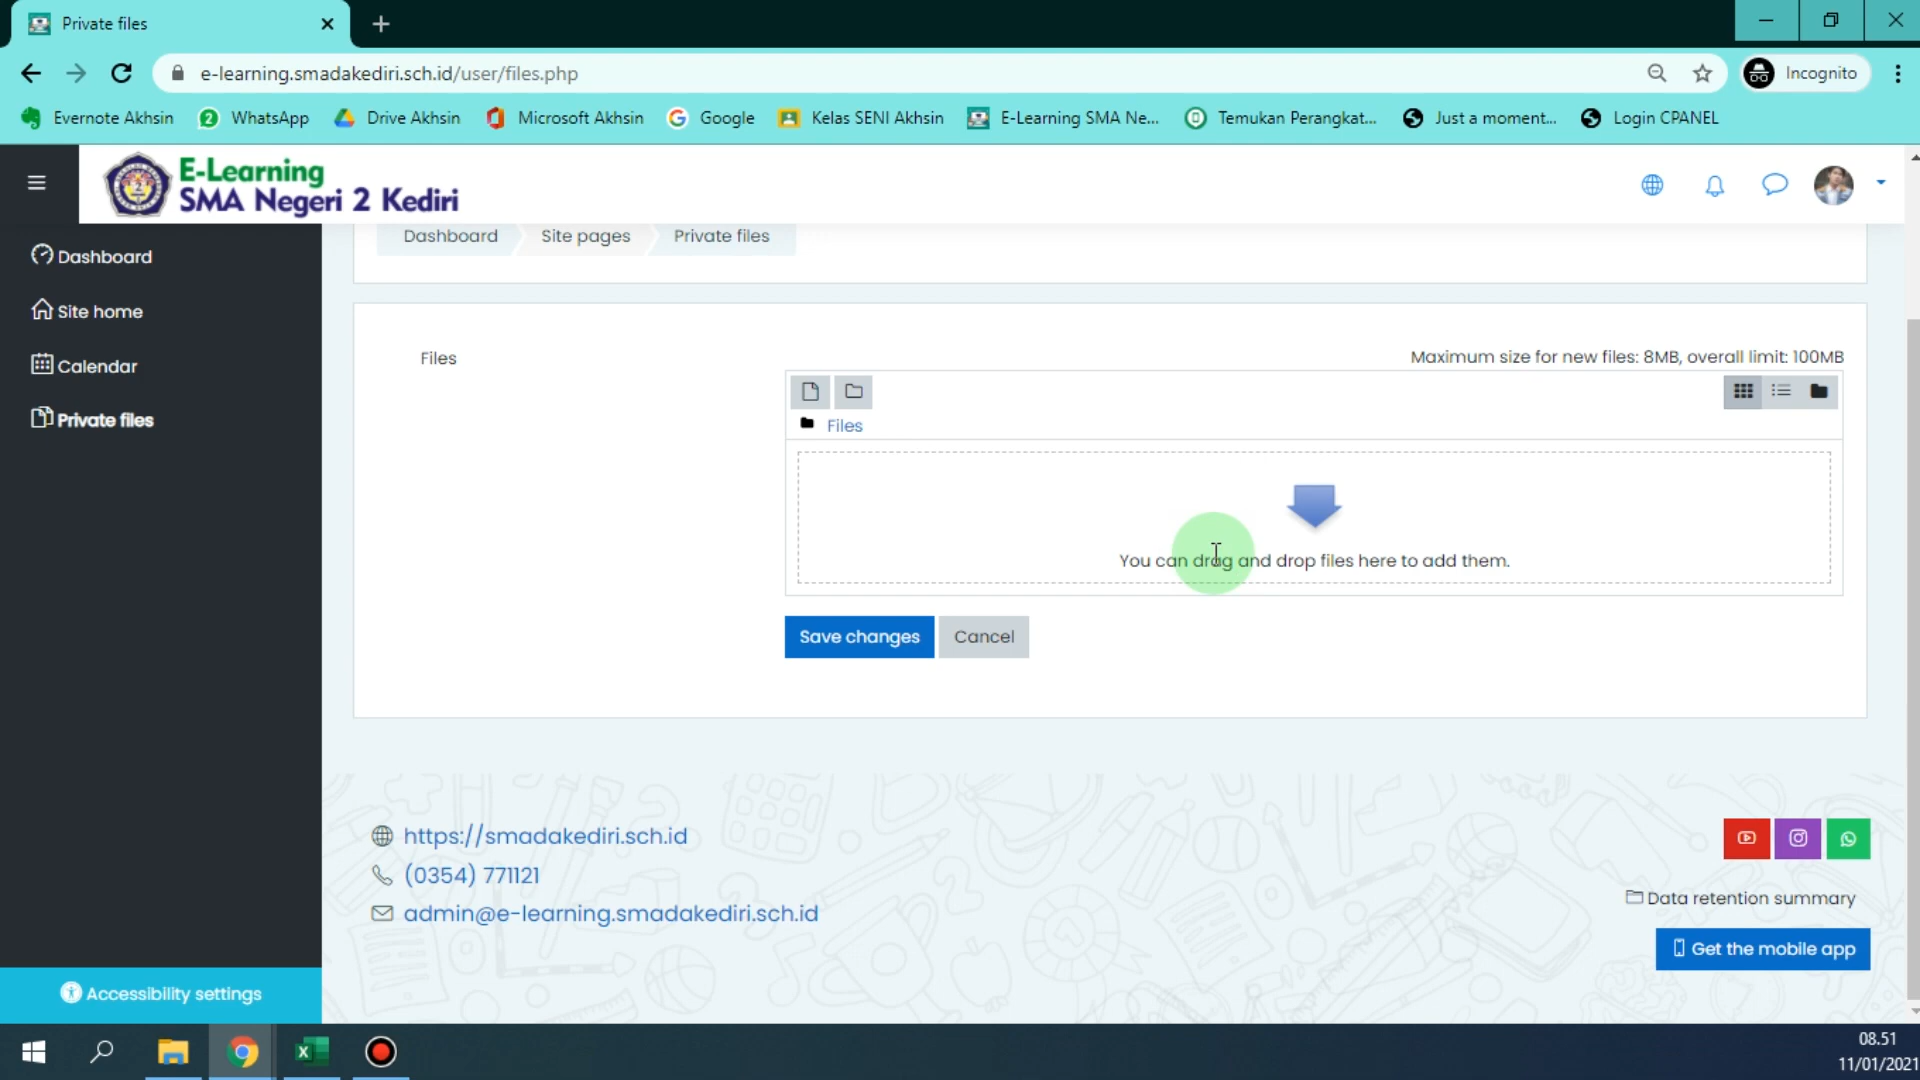 Private files
e-learning.smadakediri.sch.id/user/files.php
Incognito
Evernote Akhsin
2 WhatsApp
Drive Akhsin
Microsoft Akhsin
Google
Kelas SENI Akhsin
E-Learning SMA Ne...
Temukan Perangkat...
Just a moment...
Login CPANEL
E-Learning
SMA Negeri 2 Kediri
Dashboard
Site home
Calendar
Private files
Dashboard
Site pages
Private files
Files
Maximum size for new files: 8MB, overall limit: 100MB
Files
You can drag and drop files here to add them.
Save changes
Cancel
https://smadakediri.sch.id
(0354) 771121
admin@e-learning.smadakediri.sch.id
Data retention summary
Get the mobile app
Accessibility settings
08.51
11/01/2021